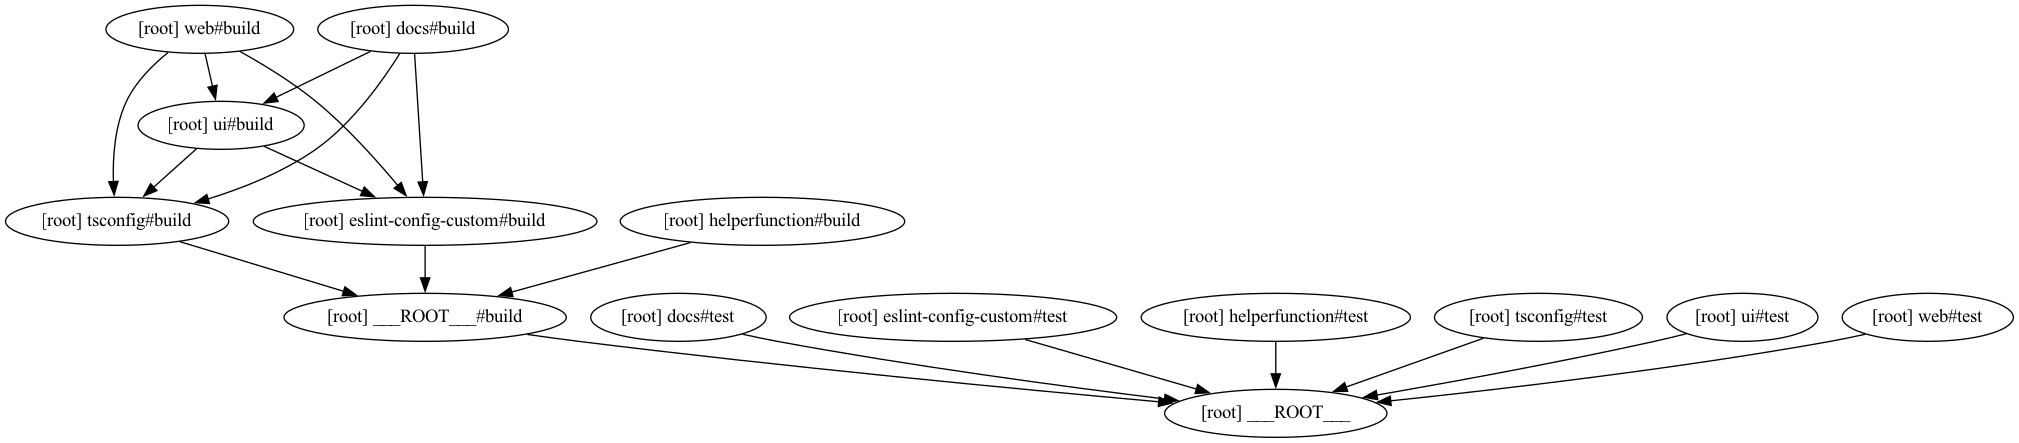 [root] web#build
[root] docs#build
[root] ui#build
[root] tsconfig#build
[root] eslint-config-custom#build
[root] helperfunction#build
[root] ___ROOT___#build
[root] docs#test
[root] eslint-config-custom#test
[root] helperfunction#test
[root] tsconfig#test
[root] ui#test
[root] web#test
[root] ___ROOT___